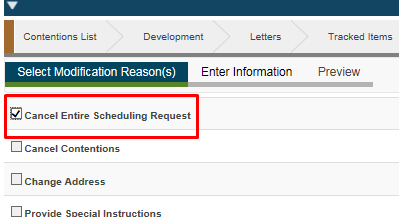 Contentions List Development Letters Tracked Items
Select Modification Reason(s) Enter Information Preview
Cancel Entire Scheduling Request
Cancel Contentions
Change Address
Provide Special Instructions